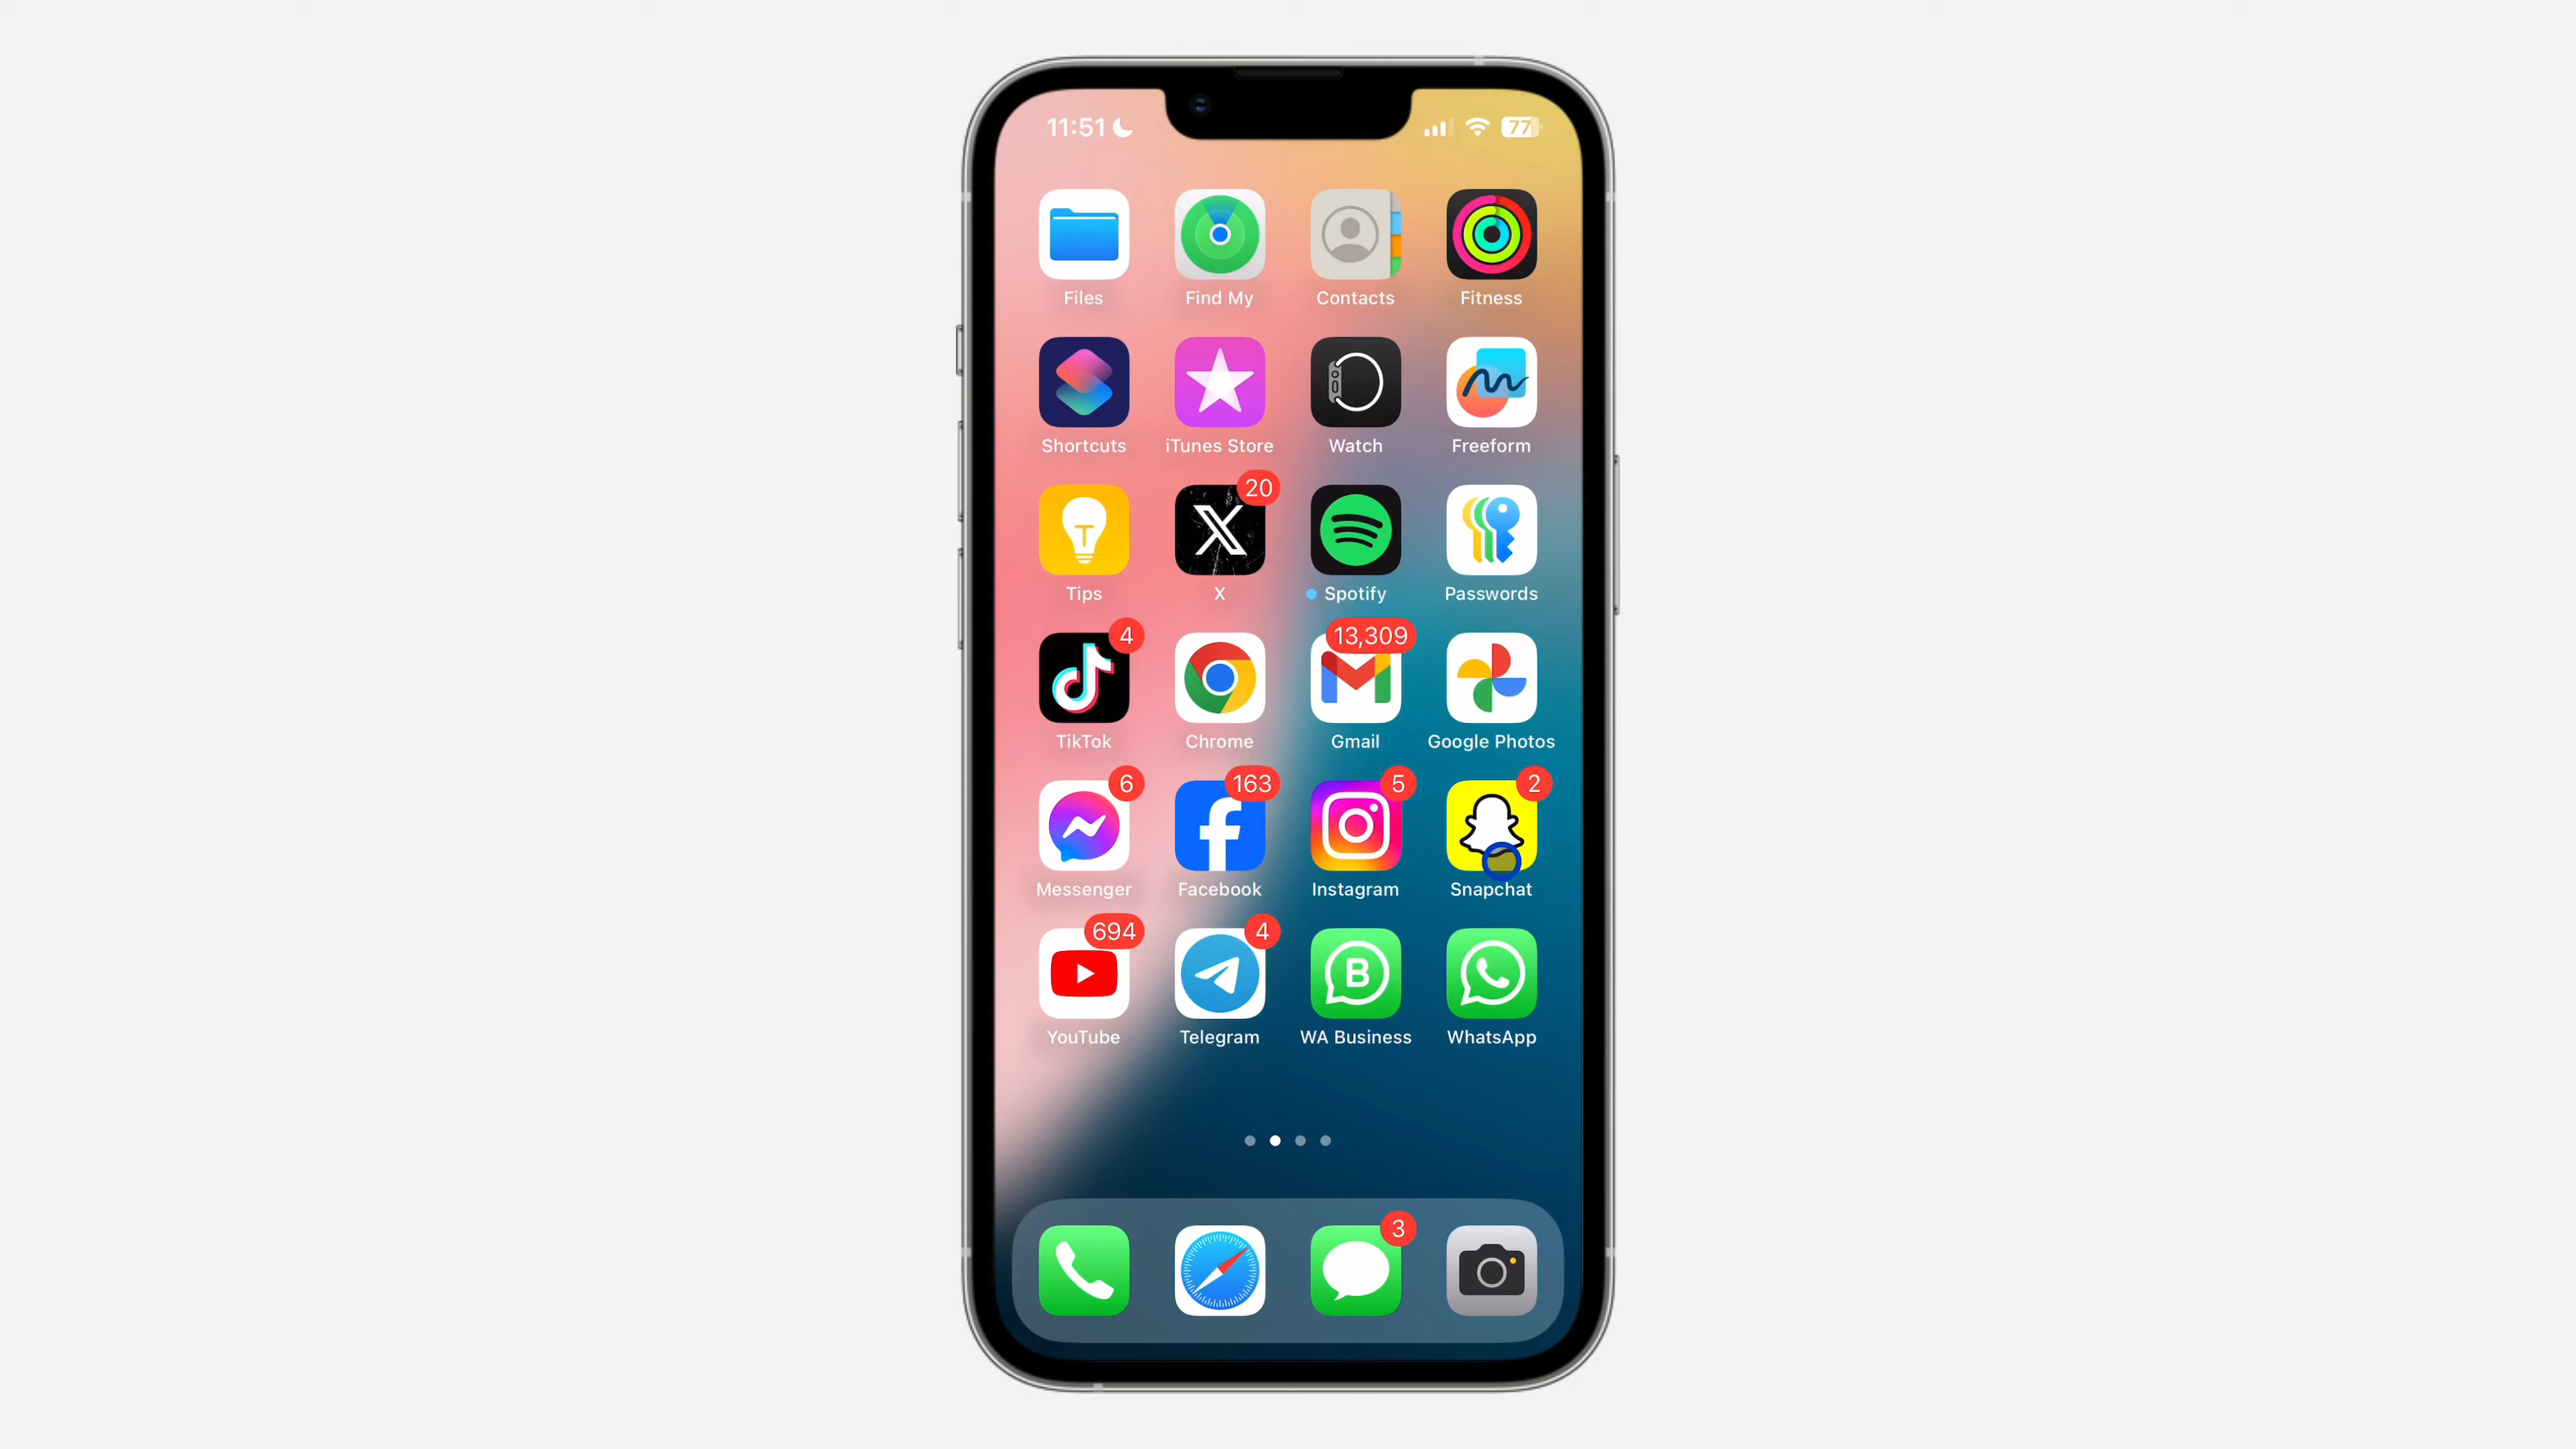 11:51
77
Files
Find My
Contacts
Fitness
Shortcuts
iTunes Store
Watch
Freeform
20
Tips
X
Spotify
Passwords
4
13,309
TikTok
Chrome
Gmail
Google Photos
6
163
5
2
Messenger
Facebook
Instagram
Snapchat
694
4
B
YouTube
Telegram
WA Business
WhatsApp
3